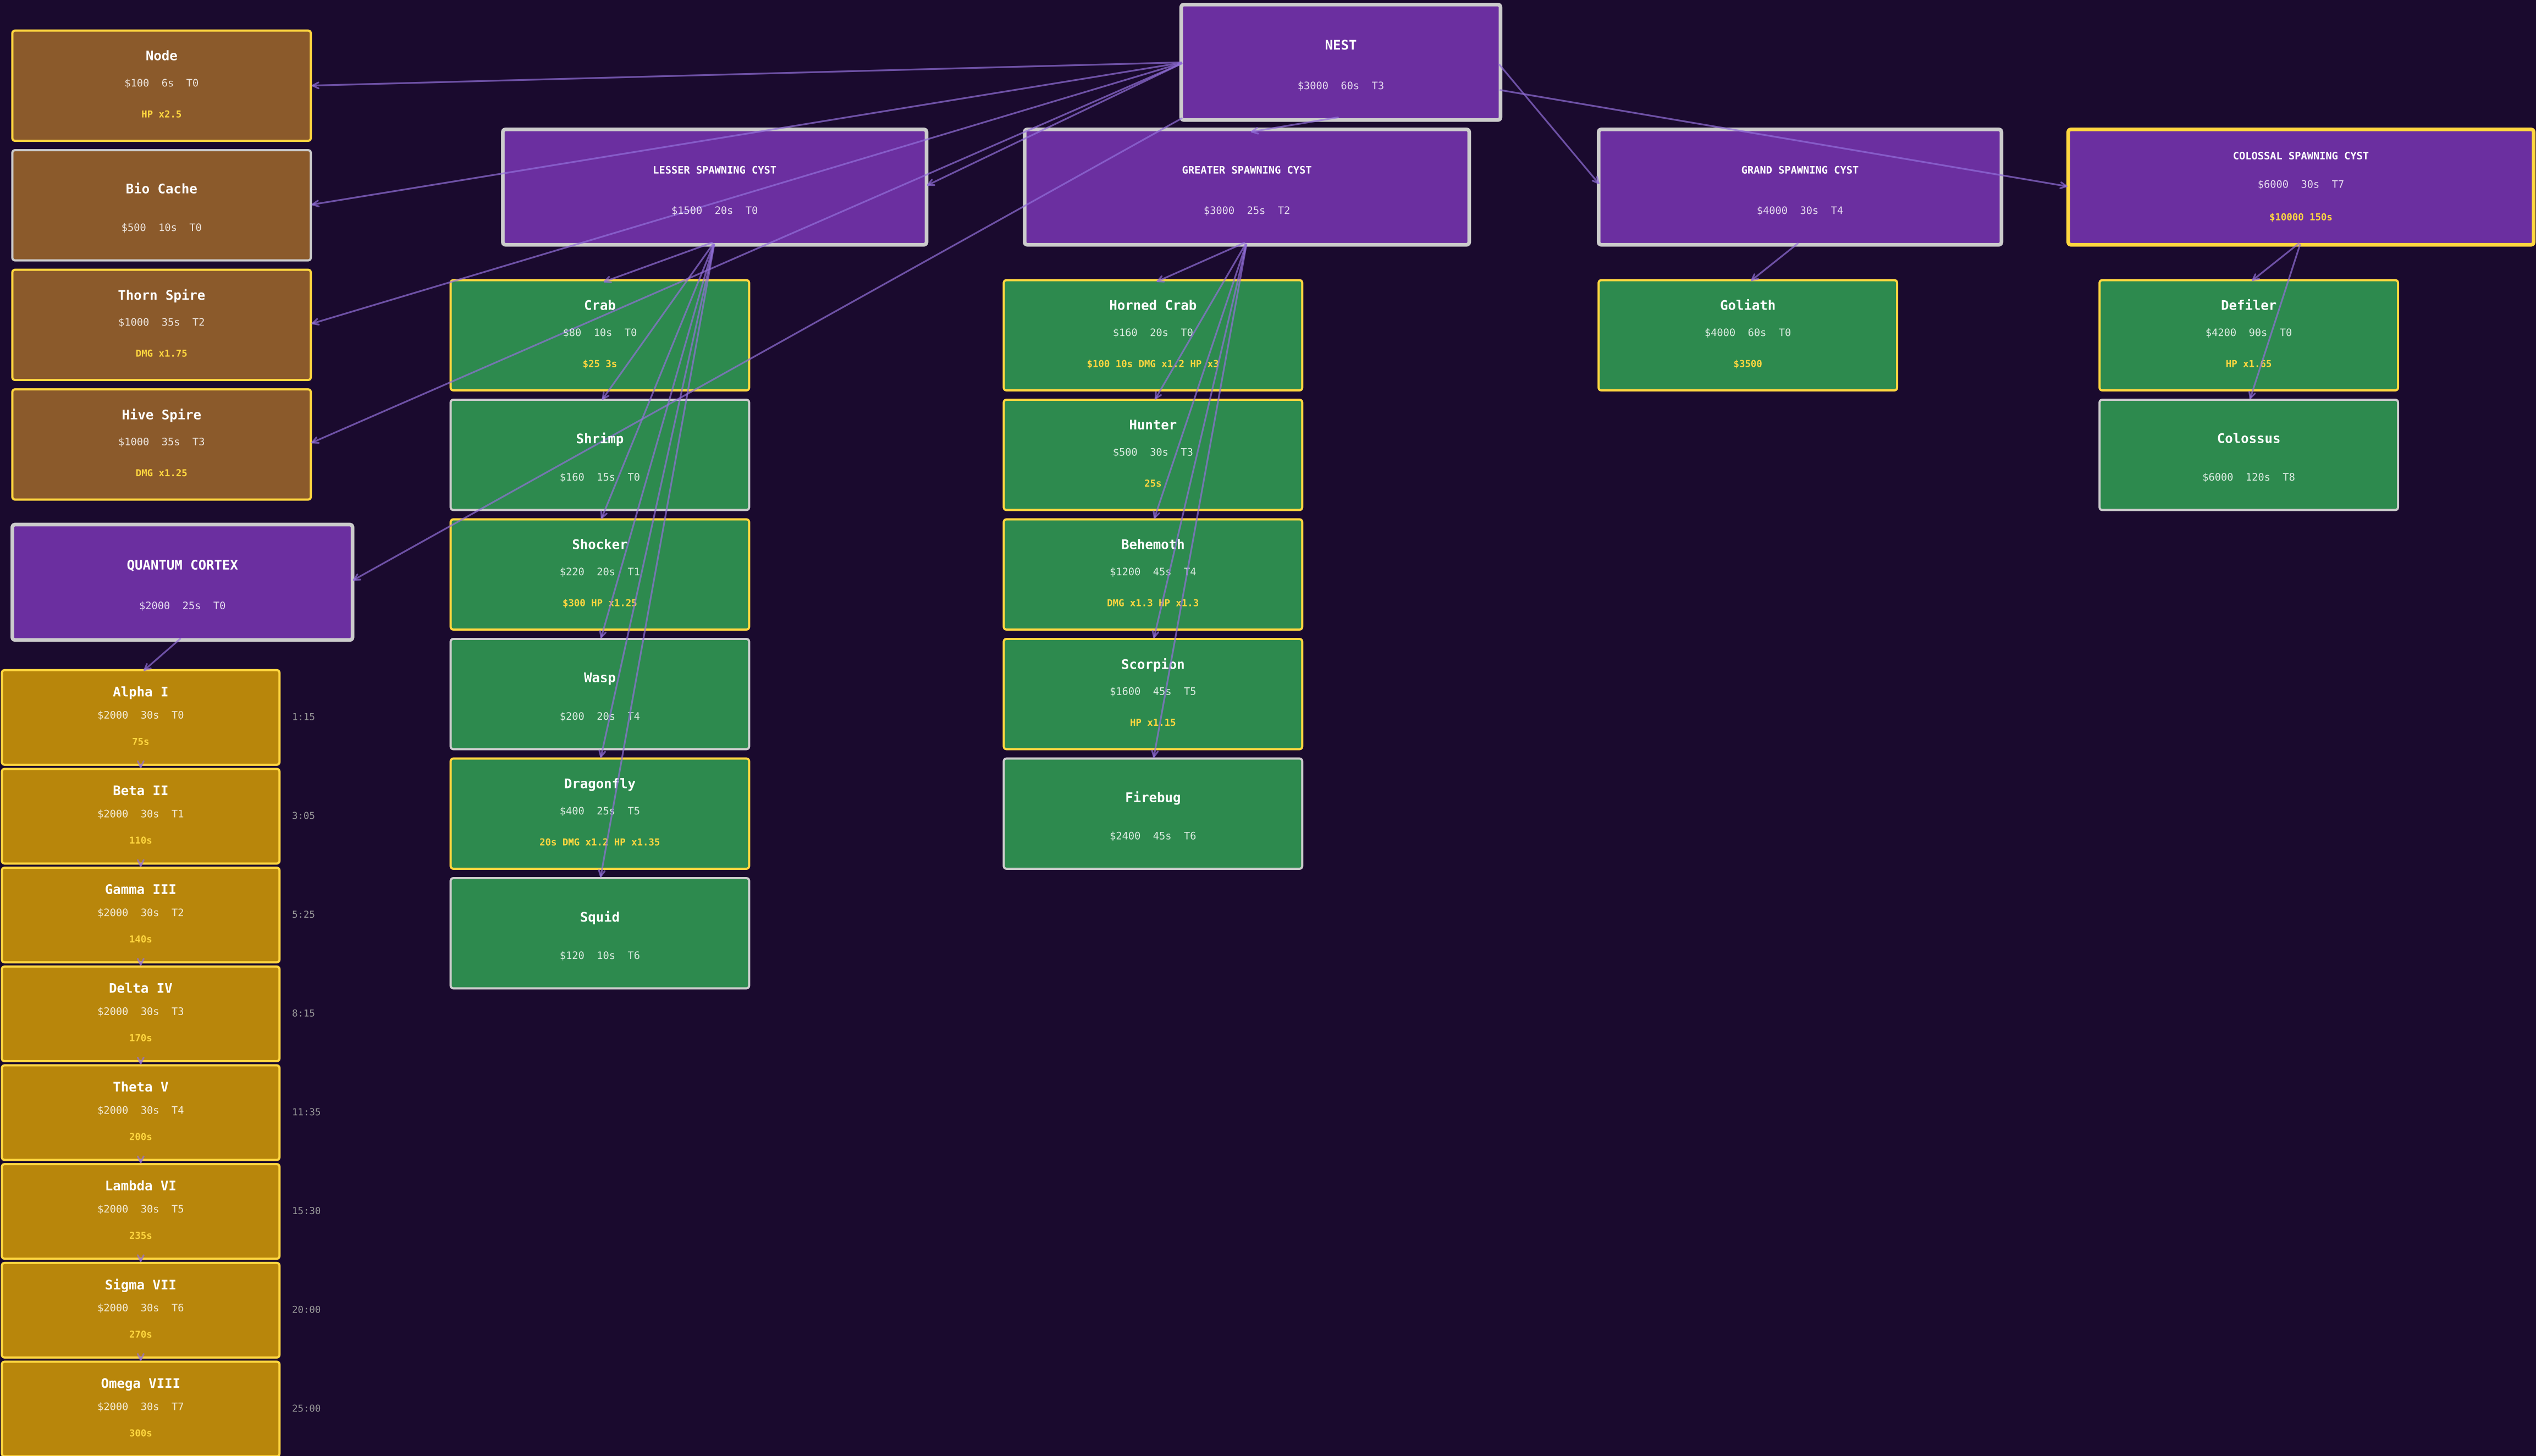 NEST
$3000  60s  T3
Node
$100  6s  T0
HP x2.5
Bio Cache
$500  10s  T0
Thorn Spire
$1000  35s  T2
DMG x1.75
Hive Spire
$1000  35s  T3
DMG x1.25
QUANTUM CORTEX
$2000  25s  T0
Alpha I
$2000  30s  T0
75s
1:15
Beta II
$2000  30s  T1
110s
3:05
Gamma III
$2000  30s  T2
140s
5:25
Delta IV
$2000  30s  T3
170s
8:15
Theta V
$2000  30s  T4
200s
11:35
Lambda VI
$2000  30s  T5
235s
15:30
Sigma VII
$2000  30s  T6
270s
20:00
Omega VIII
$2000  30s  T7
300s
25:00
LESSER SPAWNING CYST
$1500  20s  T0
Crab
$80  10s  T0
$25 3s
Shrimp
$160  15s  T0
Shocker
$220  20s  T1
$300 HP x1.25
Wasp
$200  20s  T4
Dragonfly
$400  25s  T5
20s DMG x1.2 HP x1.35
Squid
$120  10s  T6
GREATER SPAWNING CYST
$3000  25s  T2
Horned Crab
$160  20s  T0
$100 10s DMG x1.2 HP x3
Hunter
$500  30s  T3
25s
Behemoth
$1200  45s  T4
DMG x1.3 HP x1.3
Scorpion
$1600  45s  T5
HP x1.15
Firebug
$2400  45s  T6
GRAND SPAWNING CYST
$4000  30s  T4
Goliath
$4000  60s  T0
$3500
COLOSSAL SPAWNING CYST
$6000  30s  T7
$10000 150s
Defiler
$4200  90s  T0
HP x1.65
Colossus
$6000  120s  T8